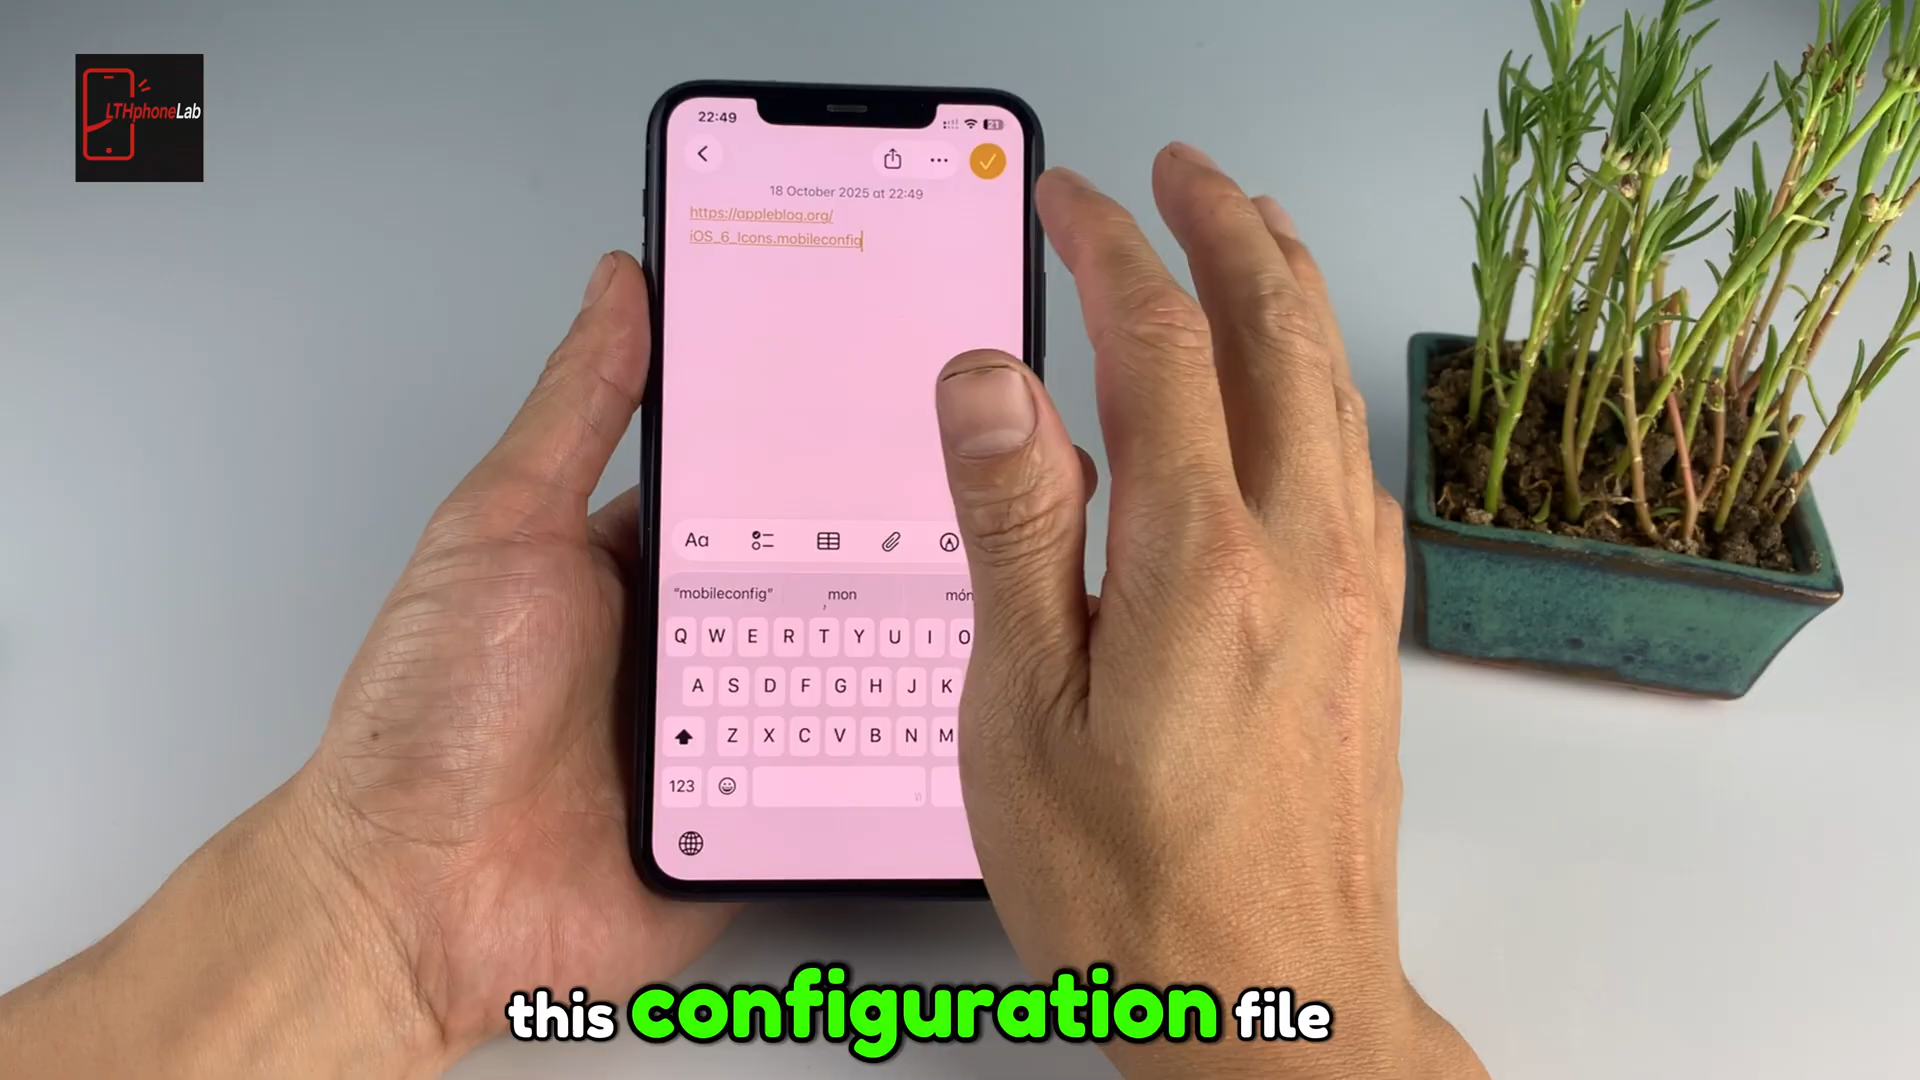 LTHphoneLab
22:49
21
18 October 2025 at 22:49
https://appleblog.org/
iOS_6_Icons.mobileconfig
Aa
"mobileconfig" mon món
Q W E R T Y U I O
A S D F G H J K
Z X C V B N M
123
this configuration file